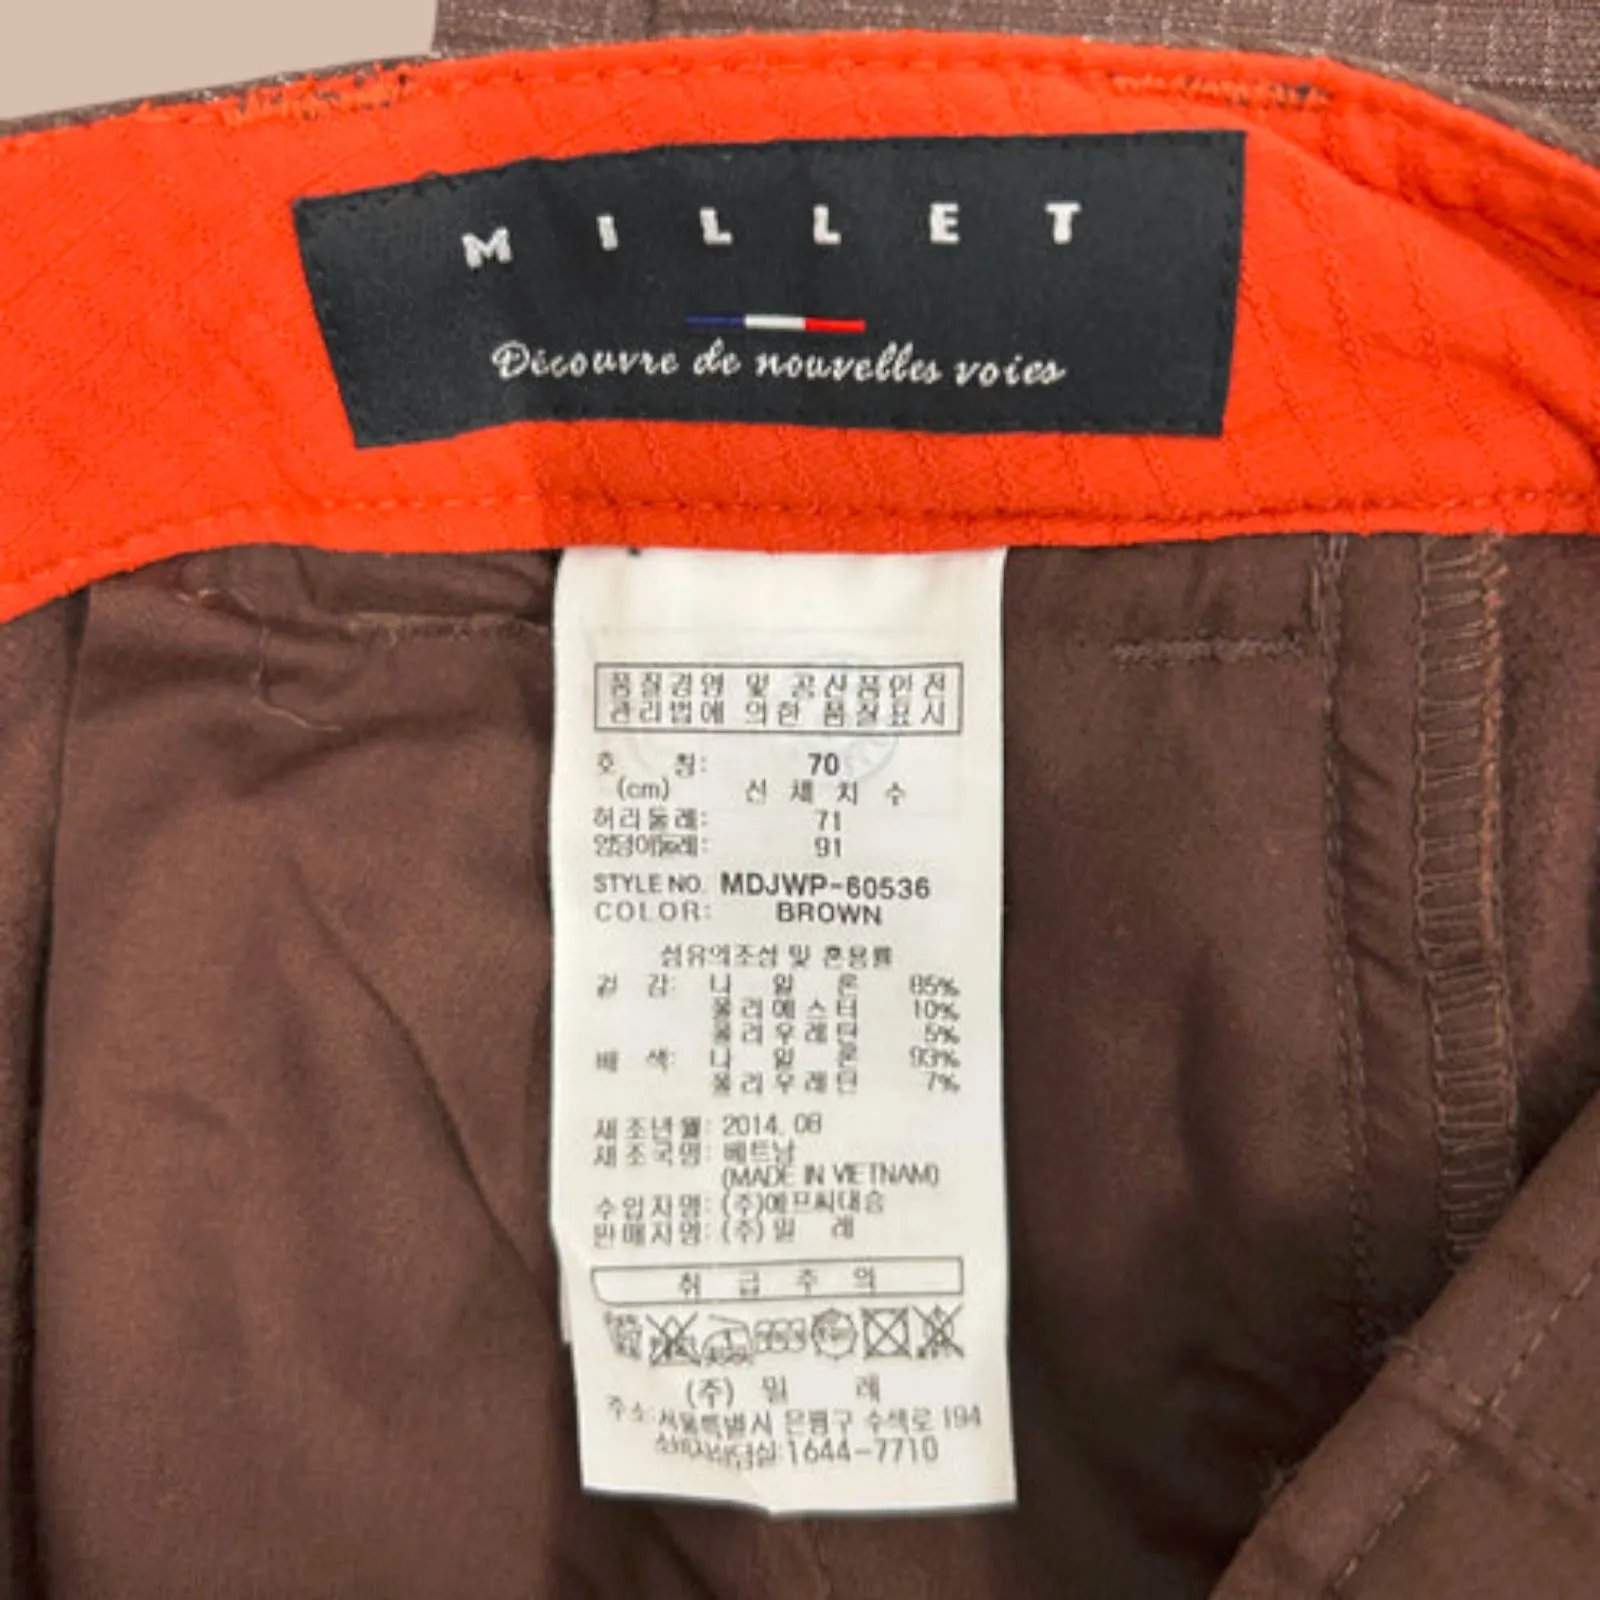 MILLET
Découvre de nouvelles voies
품질경영 및 공산품안전
관리법에 의한 품질표시
호 칭: 70
(cm) 신 체 치 수
허리둘레: 71
엉덩이둘레: 91
STYLE NO. MDJWP-60536
COLOR: BROWN
섬유의조성 및 혼용률
겉 감: 나 일 론 85%
폴리에스터 10%
폴리우레탄 5%
배 색: 나 일 론 93%
폴리우레탄 7%
제조년월: 2014. 08
제조국명: 베트남
(MADE IN VIETNAM)
수입자명: (주)에프씨대승
판매자명: (주)밀 레
취 급 주 의
(주) 밀 레
주소:서울특별시 은평구 수색로 194
소비자상담실:1644-7710